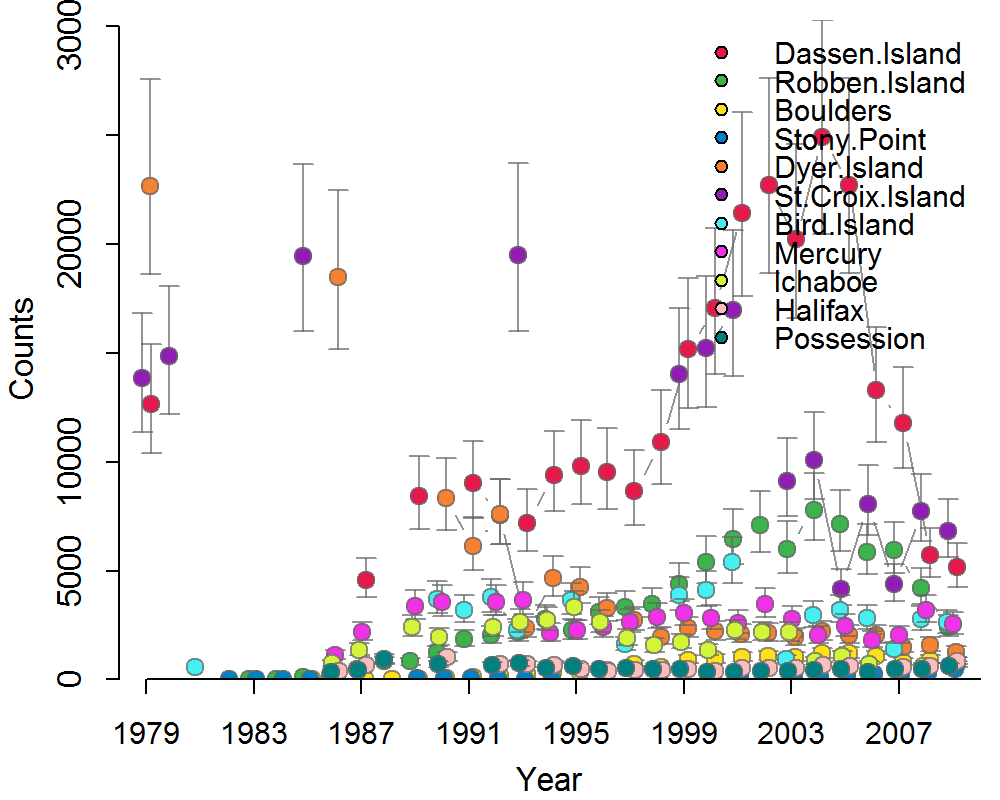 3000
20000
10000
5000
0
Counts
1979
1983
1987
1991
1995
1999
2003
2007
Year
Dassen.Island
Robben.Island
Boulders
Stony.Point
Dyer.Island
St.Croix.Island
Bird.Island
Mercury
Ichaboe
Halifax
Possession